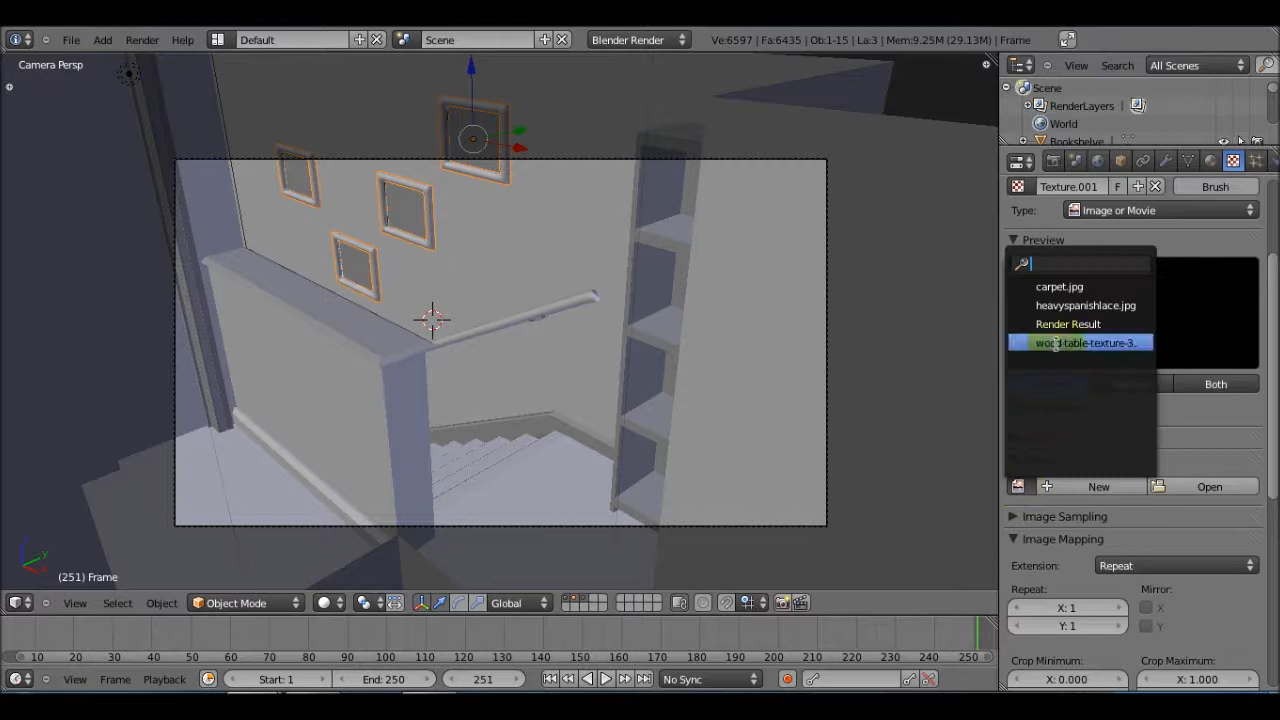 File Add Render Help Default Scene Blender Render Ve:6597 | Fa:6435 | Ob:1-15 | La:3 | Mem:9.25M (29.13M) | Frame
Camera Persp
View Search All Scenes
Scene
RenderLayers
World
Bookshelve
Texture.001 F Brush
Type: Image or Movie
Preview
carpet.jpg
heavyspanishlace.jpg
Render Result
wood-table-texture-3..
Both
New Open
Image Sampling
Image Mapping
Extension: Repeat
Repeat: Mirror:
X: 1 X
Y: 1 Y
Crop Minimum: Crop Maximum:
X: 0.000 X: 1.000
(251) Frame
View Select Object Object Mode Global
10 20 30 40 50 60 70 80 90 100 110 120 130 140 150 160 170 180 190 200 210 220 230 240 250
View Frame Playback Start: 1 End: 250 251 No Sync